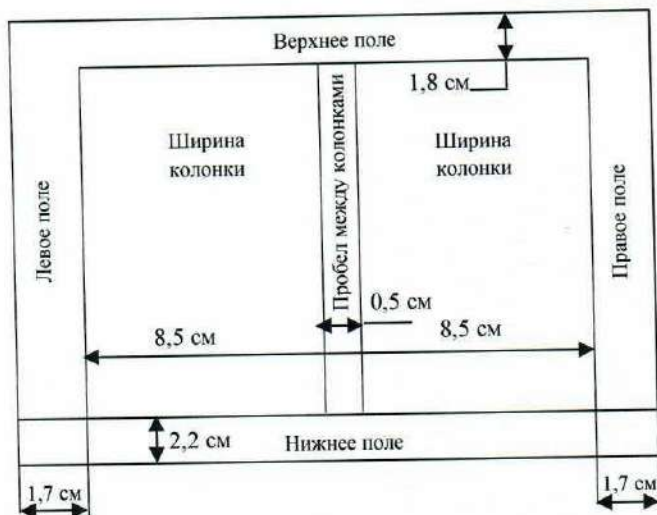 Верхнее поле
1,8 см
Ширина
колонки
Ширина
колонки
Левое поле
Пробел между колонками
Правое поле
0,5 см
8,5 см
8,5 см
2,2 см
Нижнее поле
1,7 см
1,7 см